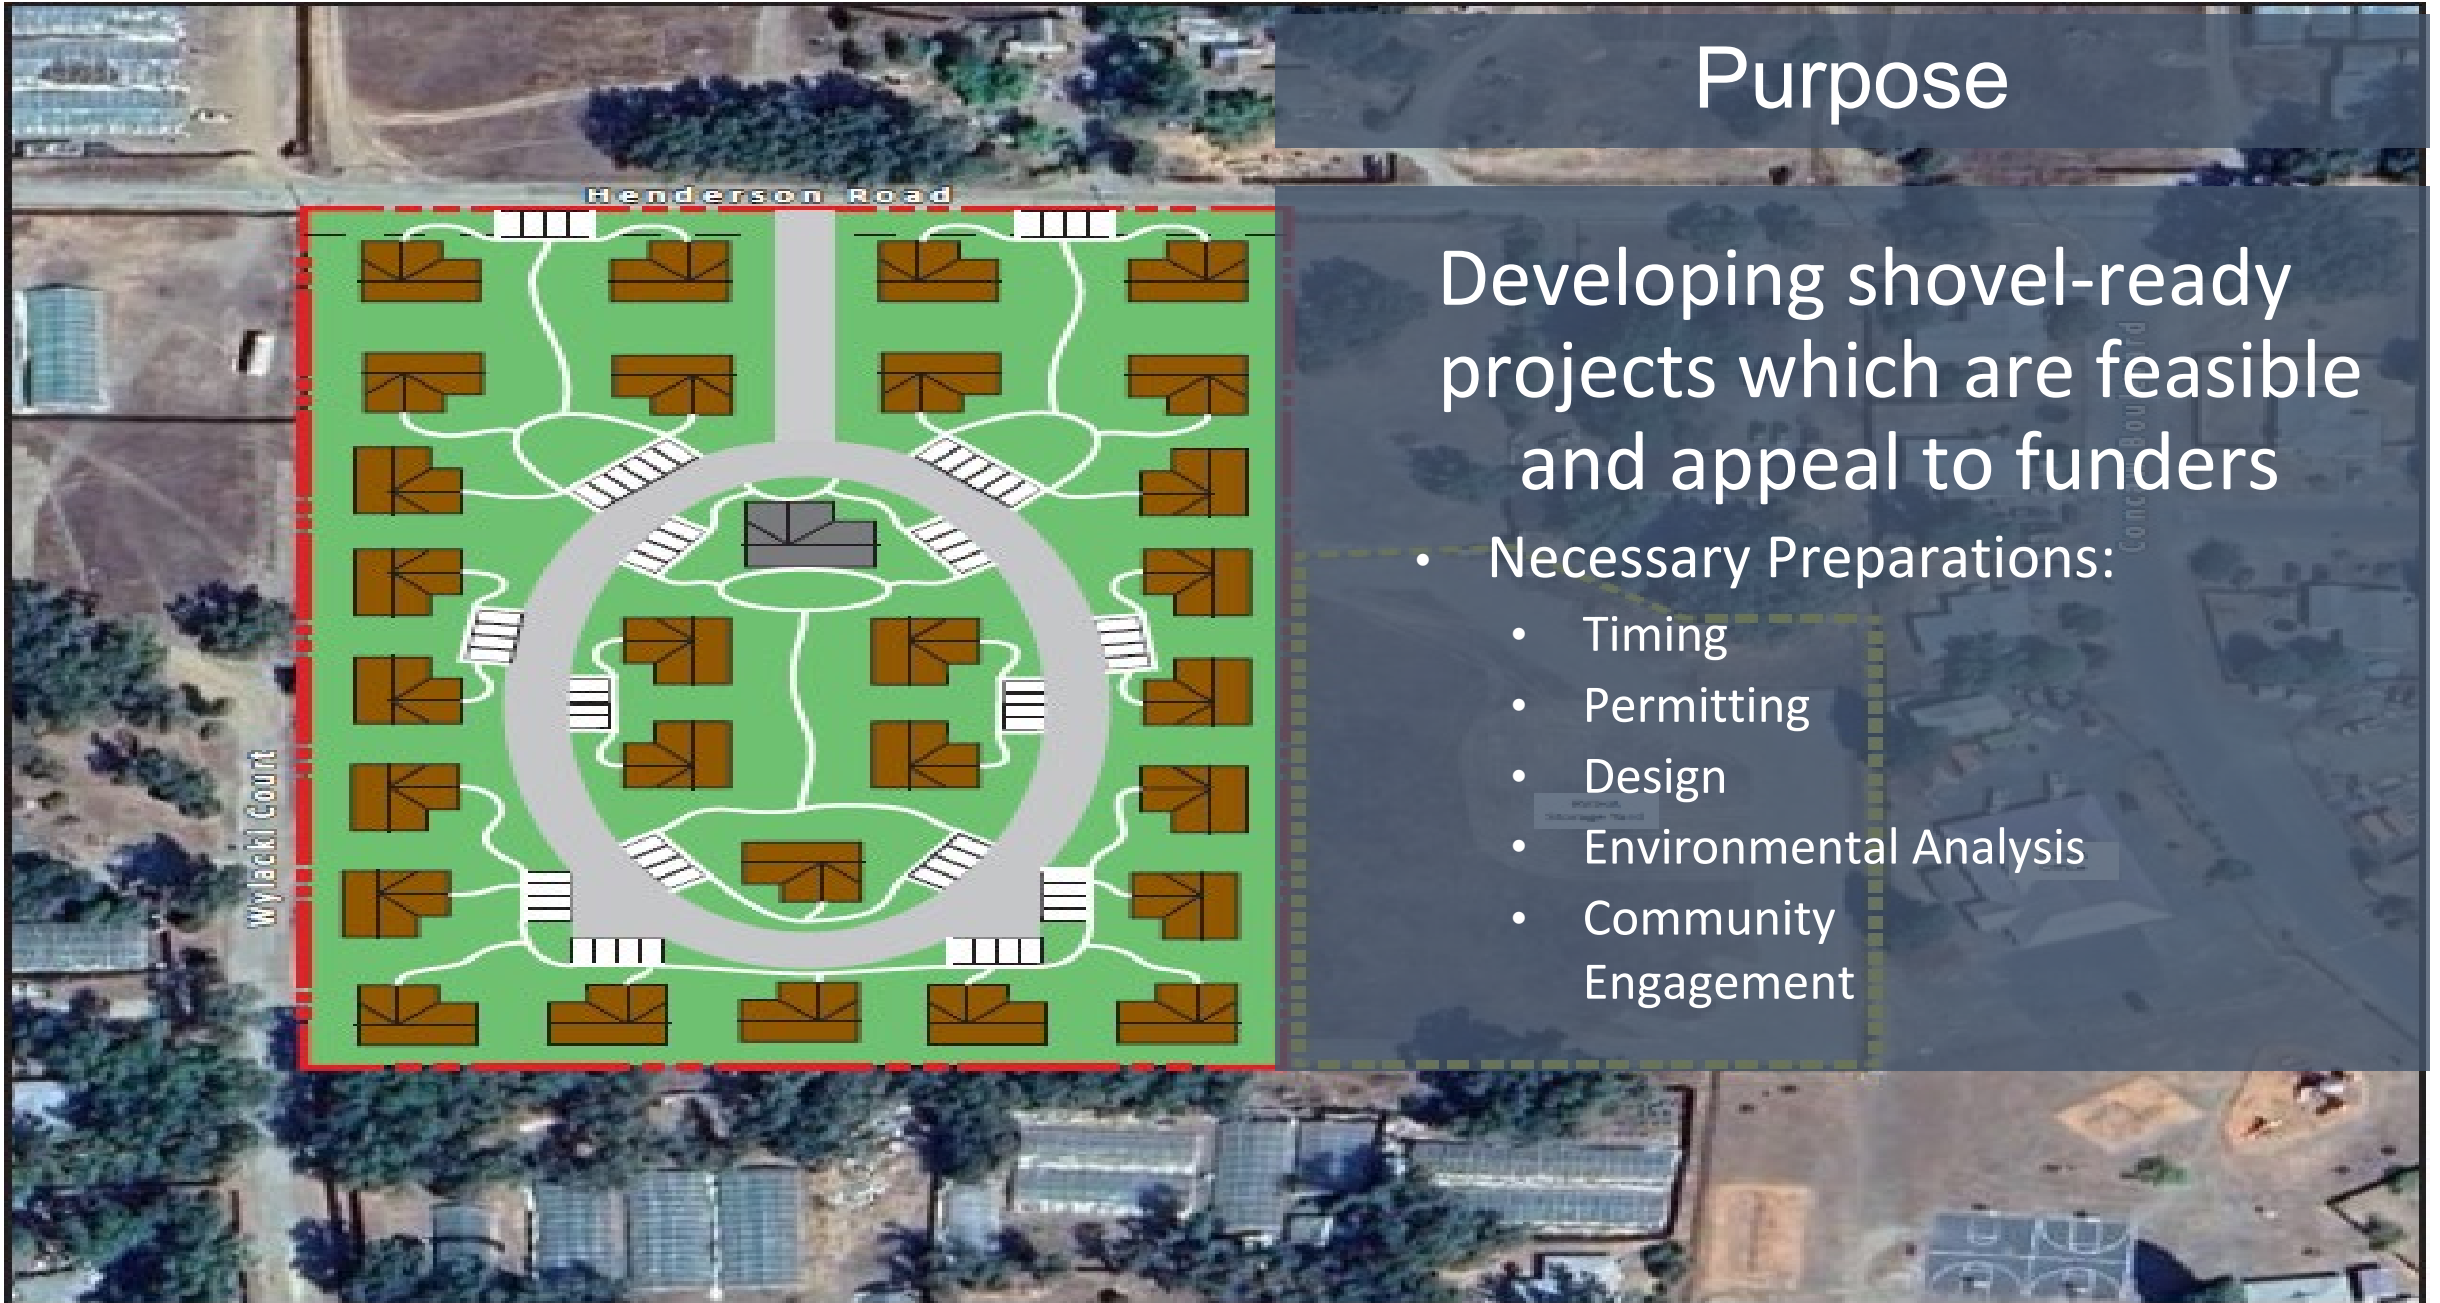 Purpose
Henderson Road
Developing shovel-ready
projects which are feasible
and appeal to funders
• Necessary Preparations:
• Timing
• Permitting
• Design
• Environmental Analysis
• Community
Engagement
Wylacki Court